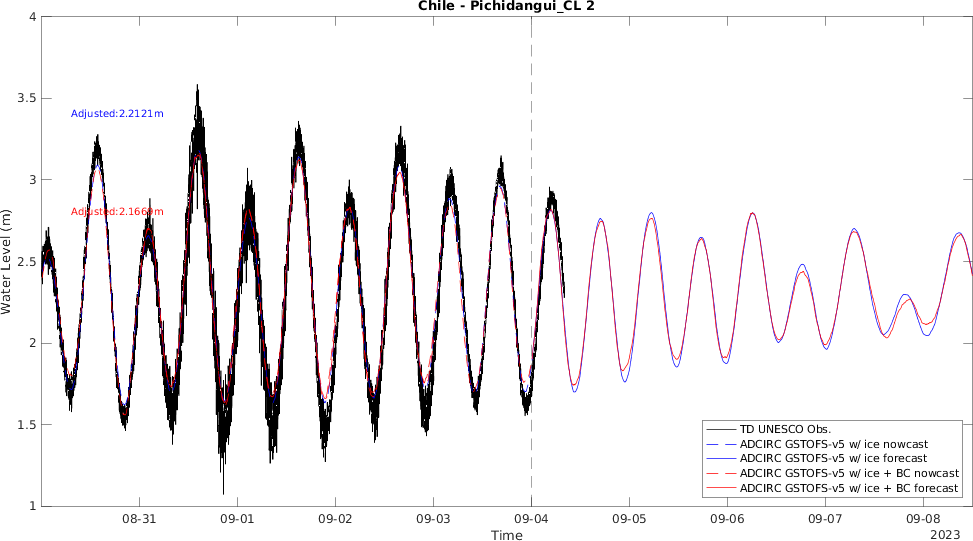 Chile - Pichidangui_CL 2
4
3.5
3
2.5
2
1.5
1
Water Level (m)
Adjusted:2.2121m
Adjusted:2.1669m
TD UNESCO Obs.
ADCIRC GSTOFS-v5 w/ ice nowcast
ADCIRC GSTOFS-v5 w/ ice forecast
ADCIRC GSTOFS-v5 w/ ice + BC nowcast
ADCIRC GSTOFS-v5 w/ ice + BC forecast
08-31 09-01 09-02 09-03 09-04 09-05 09-06 09-07 09-08
Time
2023